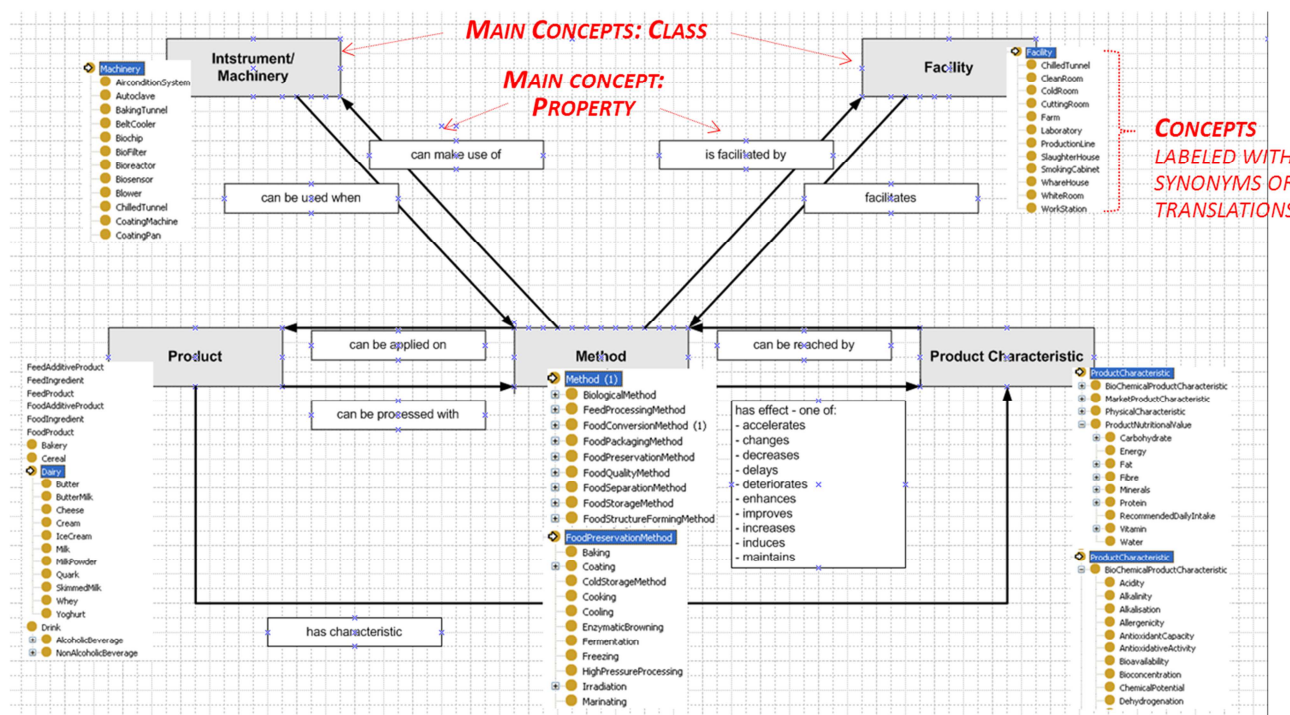 MAIN CONCEPTS: CLASS
Intstrument/
Machinery
Facility
MAIN CONCEPT:
PROPERTY
Machinery
AirconditionSystem
Autoclave
BakingTunnel
BeltCooler
Biochip
BioFilter
Bioreactor
Biosensor
Blower
ChilledTunnel
CoatingMachine
CoatingPan
can make use of
can be used when
is facilitated by
facilitates
Facility
ChilledTunnel
CleanRoom
ColdRoom
CuttingRoom
Farm
Laboratory
ProductionLine
SlaughterHouse
SmokingCabinet
WhareHouse
WhiteRoom
WorkStation
CONCEPTS
LABELED WITH
SYNONYMS OF
TRANSLATIONS
Product
can be applied on
can be processed with
Method
can be reached by
Product Characteristic
FeedAdditiveProduct
FeedIngredient
FeedProduct
FoodAdditiveProduct
FoodIngredient
FoodProduct
Bakery
Cereal
Dairy
Butter
ButterMilk
Cheese
Cream
IceCream
Milk
MilkPowder
Quark
SkimmedMilk
Whey
Yoghurt
Drink
AlcoholicBeverage
NonAlcoholicBeverage
has characteristic
Method (1)
BiologicalMethod
FeedProcessingMethod
FoodConversionMethod (1)
FoodPackagingMethod
FoodPreservationMethod
FoodQualityMethod
FoodSeparationMethod
FoodStorageMethod
FoodStructureFormingMethod
FoodPreservationMethod
Baking
Coating
ColdStorageMethod
Cooking
Cooling
EnzymaticBrowning
Fermentation
Freezing
HighPressureProcessing
Irradiation
Marinating
has effect - one of:
- accelerates
- changes
- decreases
- delays
- deteriorates
- enhances
- improves
- increases
- induces
- maintains
ProductCharacteristic
BioChemicalProductCharacteristic
MarketProductCharacteristic
PhysicalCharacteristic
ProductNutritionalValue
Carbohydrate
Energy
Fat
Fibre
Minerals
Protein
RecommendedDailyIntake
Vitamin
Water
ProductCharacteristic
BioChemicalProductCharacteristic
Acidity
Alkalinity
Alkalisation
Allergenicity
AntioxidantCapacity
AntioxidativeActivity
Bioavailability
Bioconcentration
ChemicalPotential
Dehydrogenation